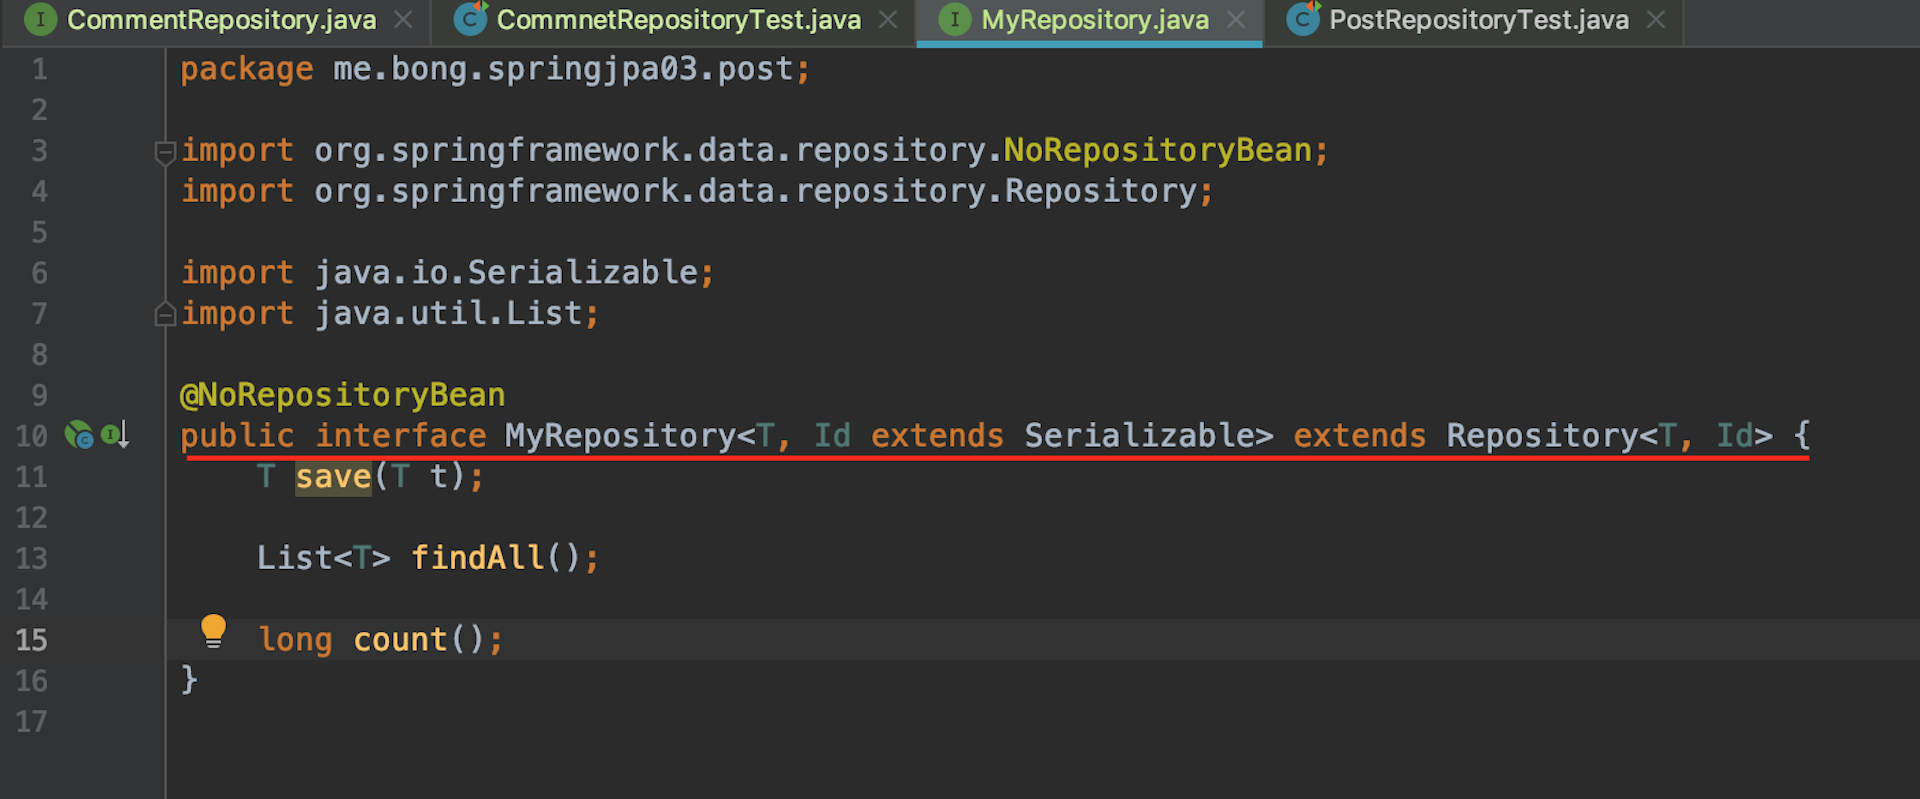 CommentRepository.java CommnetRepositoryTest.java MyRepository.java PostRepositoryTest.java
1 package me.bong.springjpa03.post;
2
3 import org.springframework.data.repository.NoRepositoryBean;
4 import org.springframework.data.repository.Repository;
5
6 import java.io.Serializable;
7 import java.util.List;
8
9 @NoRepositoryBean
10 public interface MyRepository<T, Id extends Serializable> extends Repository<T, Id> {
11 T save(T t);
12
13 List<T> findAll();
14
15 long count();
16 }
17